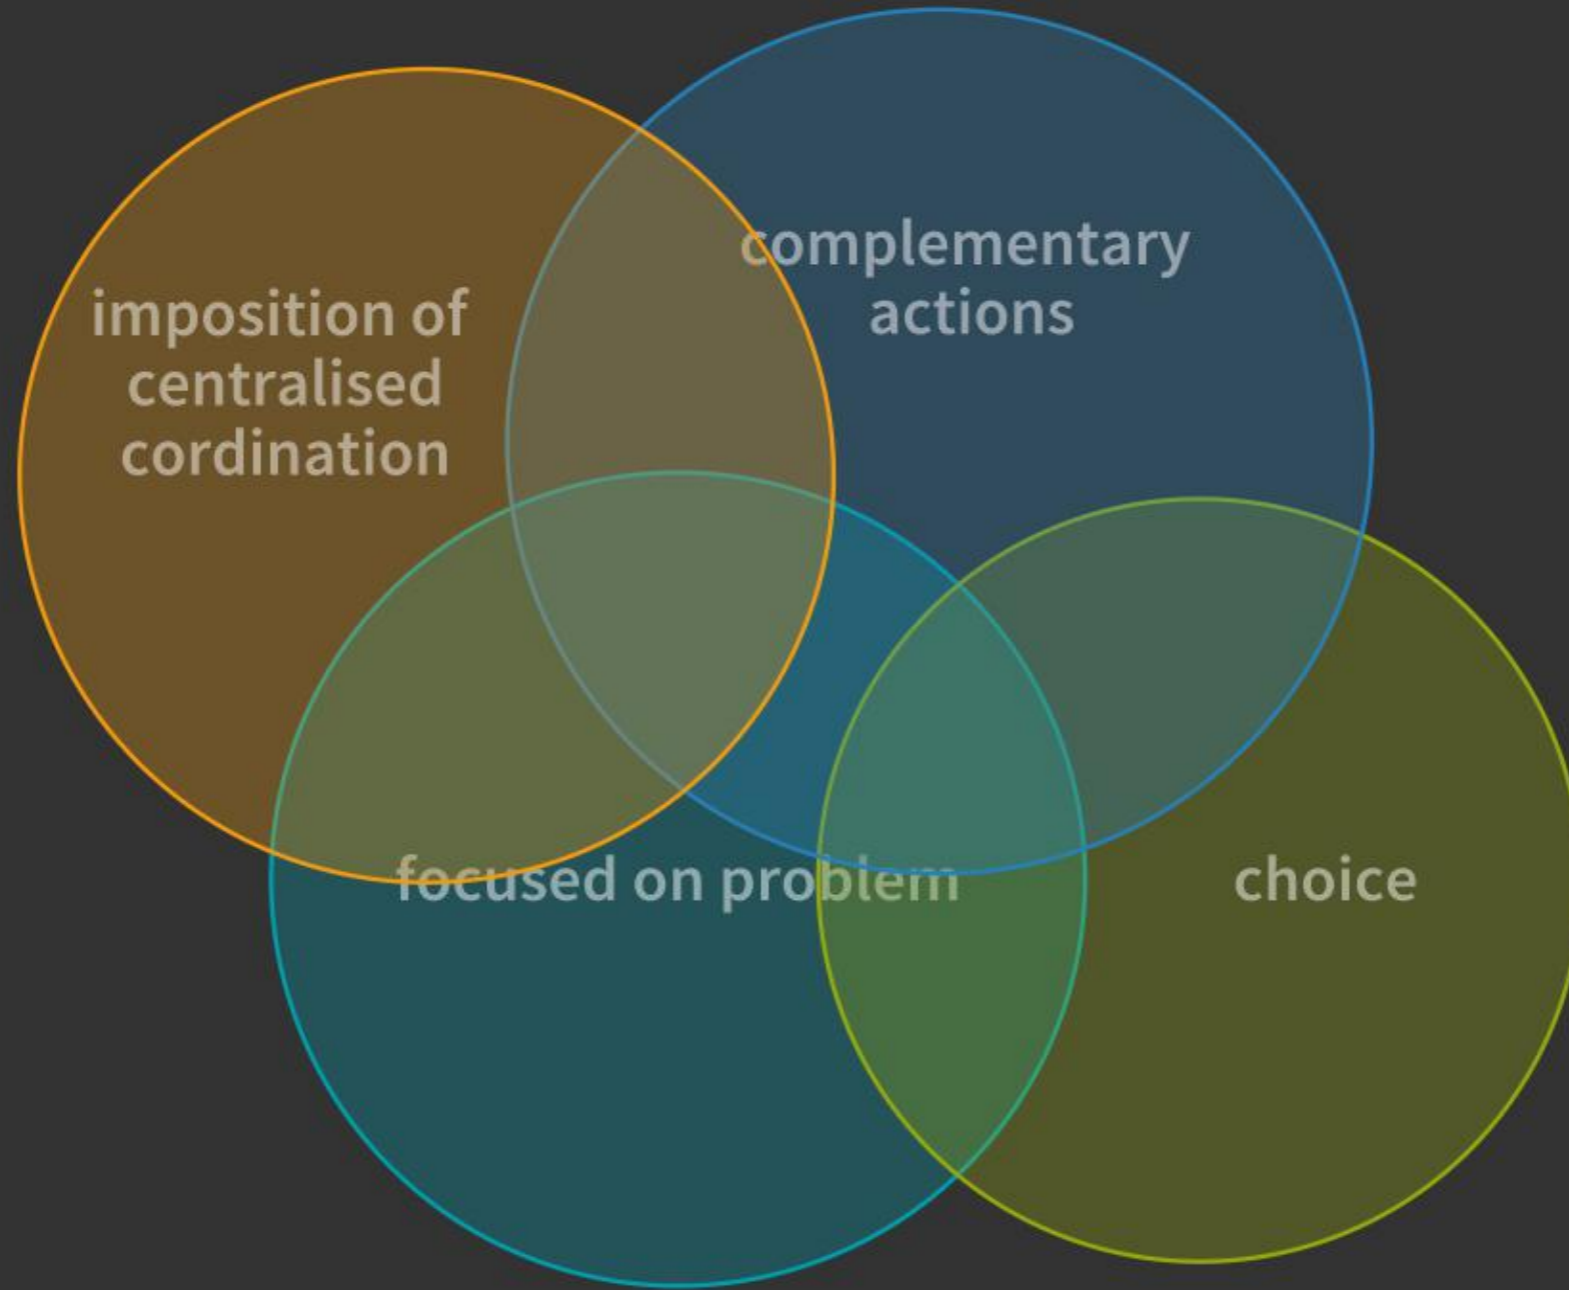 complementary
actions
imposition of
centralised
cordination
focused on problem
choice